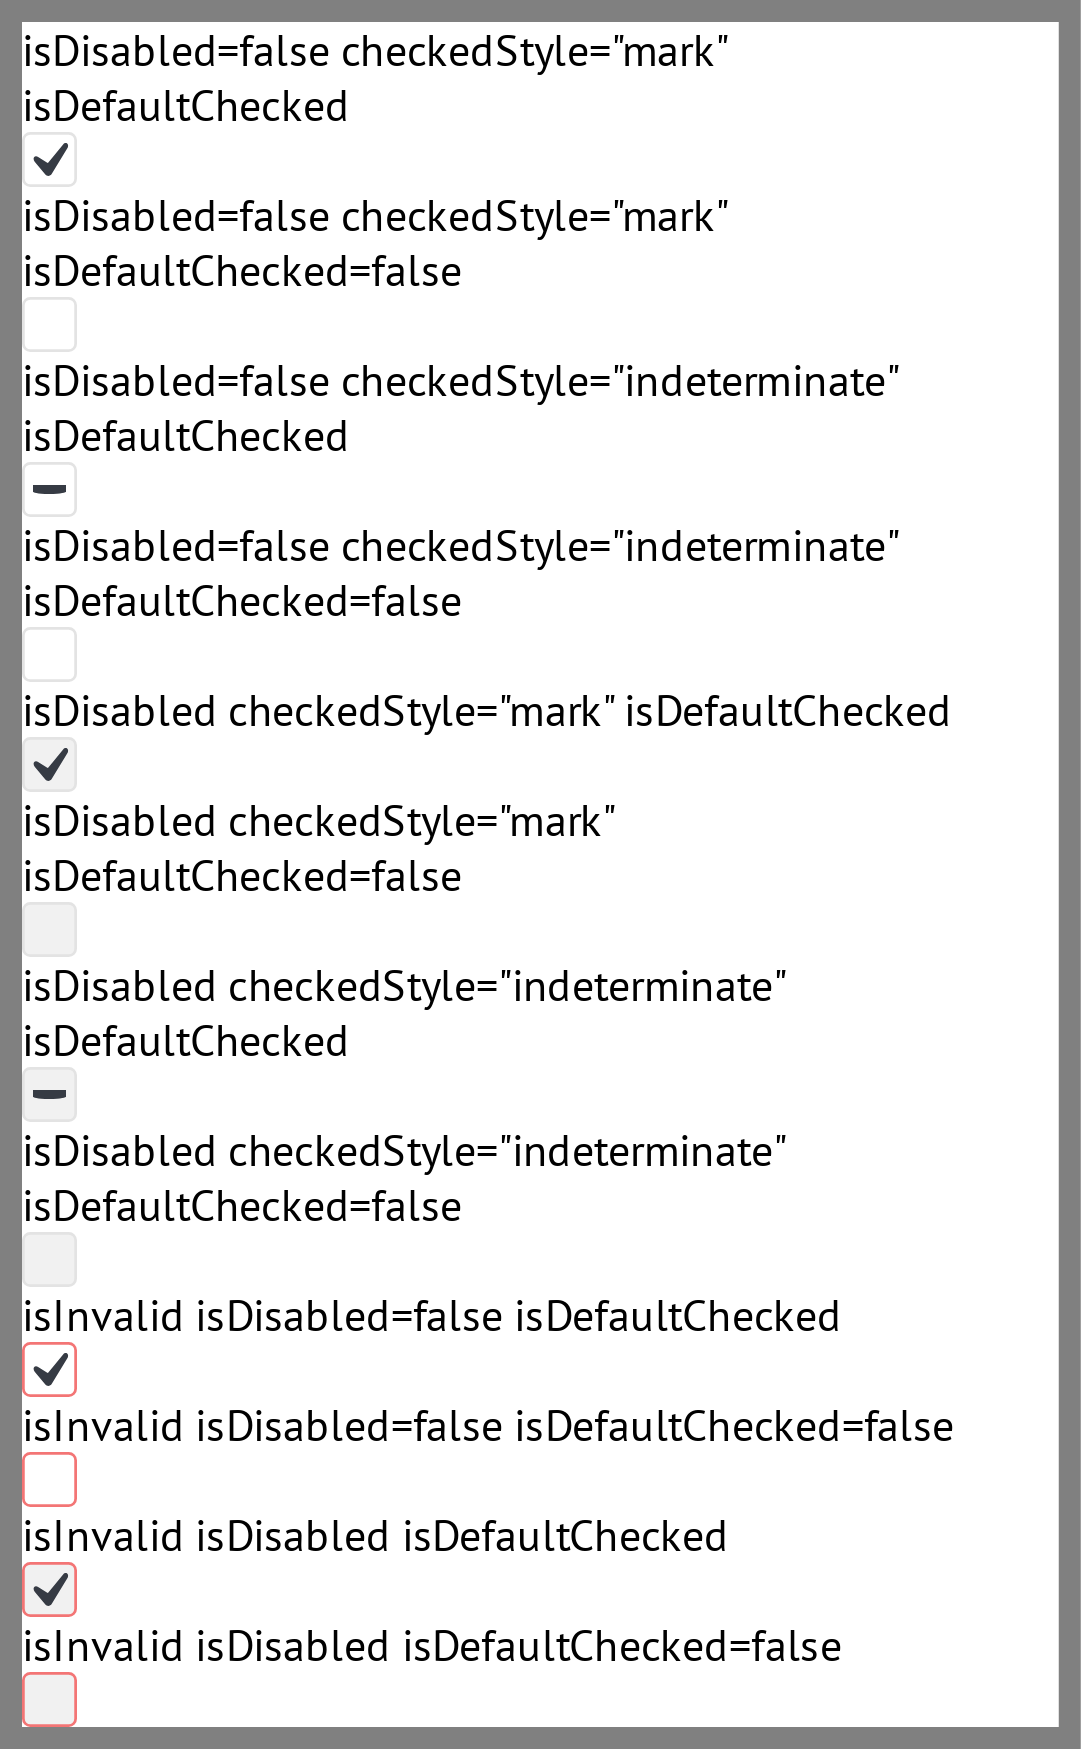 isDisabled=false checkedStyle="mark"
isDefaultChecked
isDisabled=false checkedStyle="mark"
isDefaultChecked=false
isDisabled=false checkedStyle="indeterminate"
isDefaultChecked
isDisabled=false checkedStyle="indeterminate"
isDefaultChecked=false
isDisabled checkedStyle="mark" isDefaultChecked
isDisabled checkedStyle="mark"
isDefaultChecked=false
isDisabled checkedStyle="indeterminate"
isDefaultChecked
isDisabled checkedStyle="indeterminate"
isDefaultChecked=false
isInvalid isDisabled=false isDefaultChecked
isInvalid isDisabled=false isDefaultChecked=false
isInvalid isDisabled isDefaultChecked
isInvalid isDisabled isDefaultChecked=false